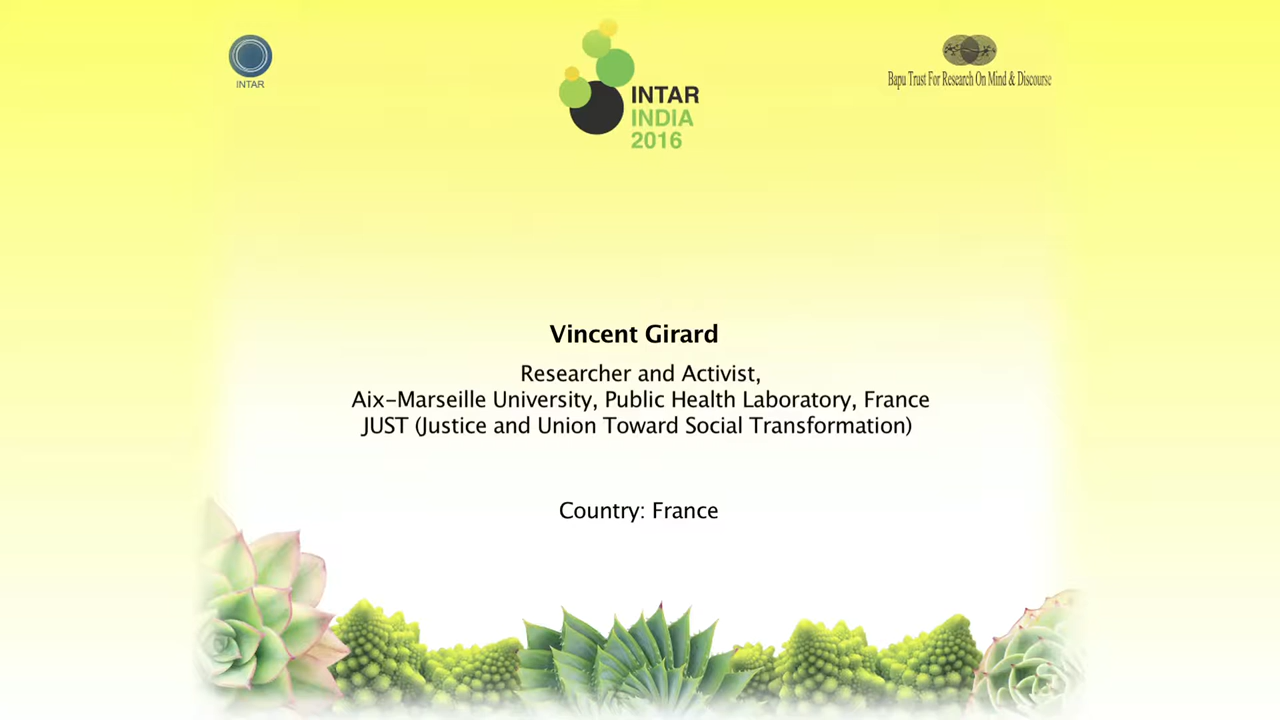 INTAR
INTAR
INDIA
2016
Bapu Trust For Research On Mind & Discourse
Vincent Girard
Researcher and Activist,
Aix-Marseille University, Public Health Laboratory, France
JUST (Justice and Union Toward Social Transformation)
Country: France